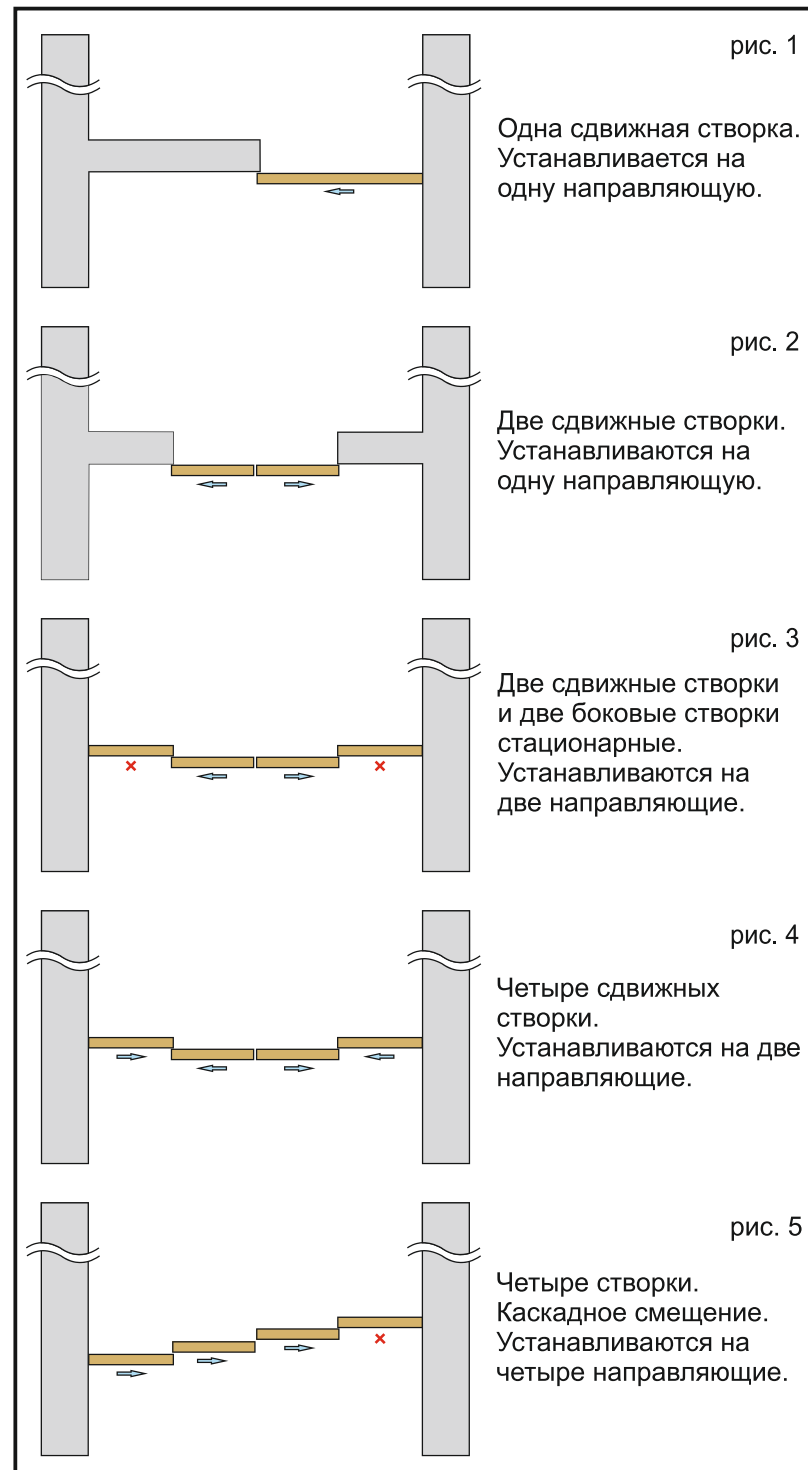 рис. 1
Одна сдвижная створка.
Устанавливается на
одну направляющую.
рис. 2
Две сдвижные створки.
Устанавливаются на
одну направляющую.
рис. 3
Две сдвижные створки
и две боковые створки
стационарные.
Устанавливаются на
две направляющие.
рис. 4
Четыре сдвижных
створки.
Устанавливаются на две
направляющие.
рис. 5
Четыре створки.
Каскадное смещение.
Устанавливаются на
четыре направляющие.